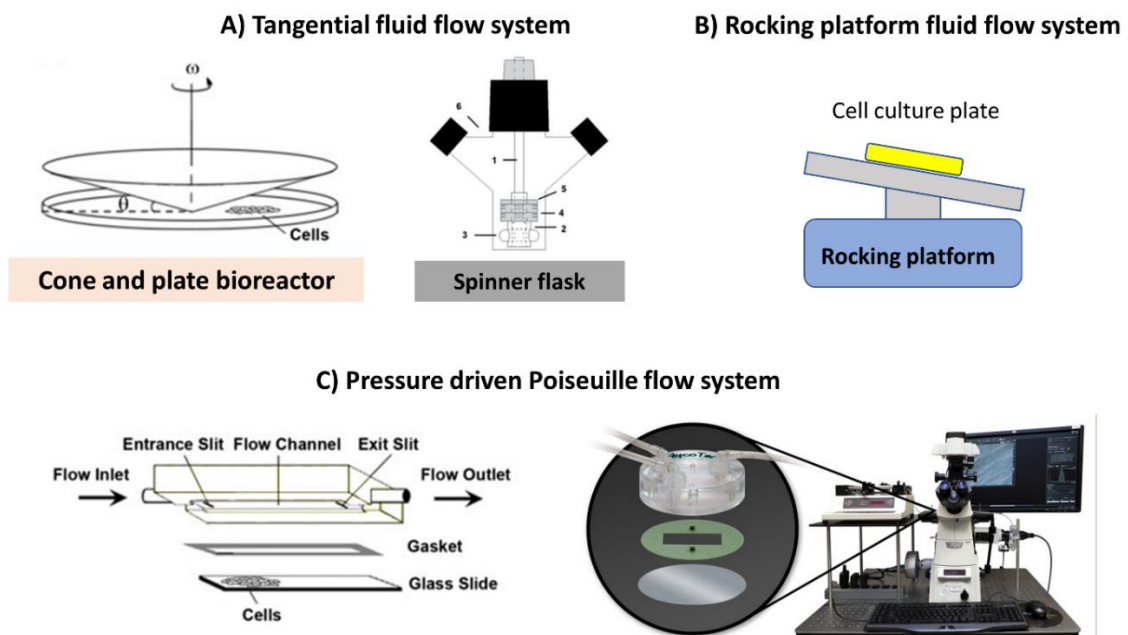 A) Tangential fluid flow system
B) Rocking platform fluid flow system
ω
θ
Cells
Cone and plate bioreactor
6
1
5
4
2
3
Spinner flask
Cell culture plate
Rocking platform
C) Pressure driven Poiseuille flow system
Entrance Slit Flow Channel Exit Slit
Flow Inlet
Flow Outlet
Gasket
Glass Slide
Cells